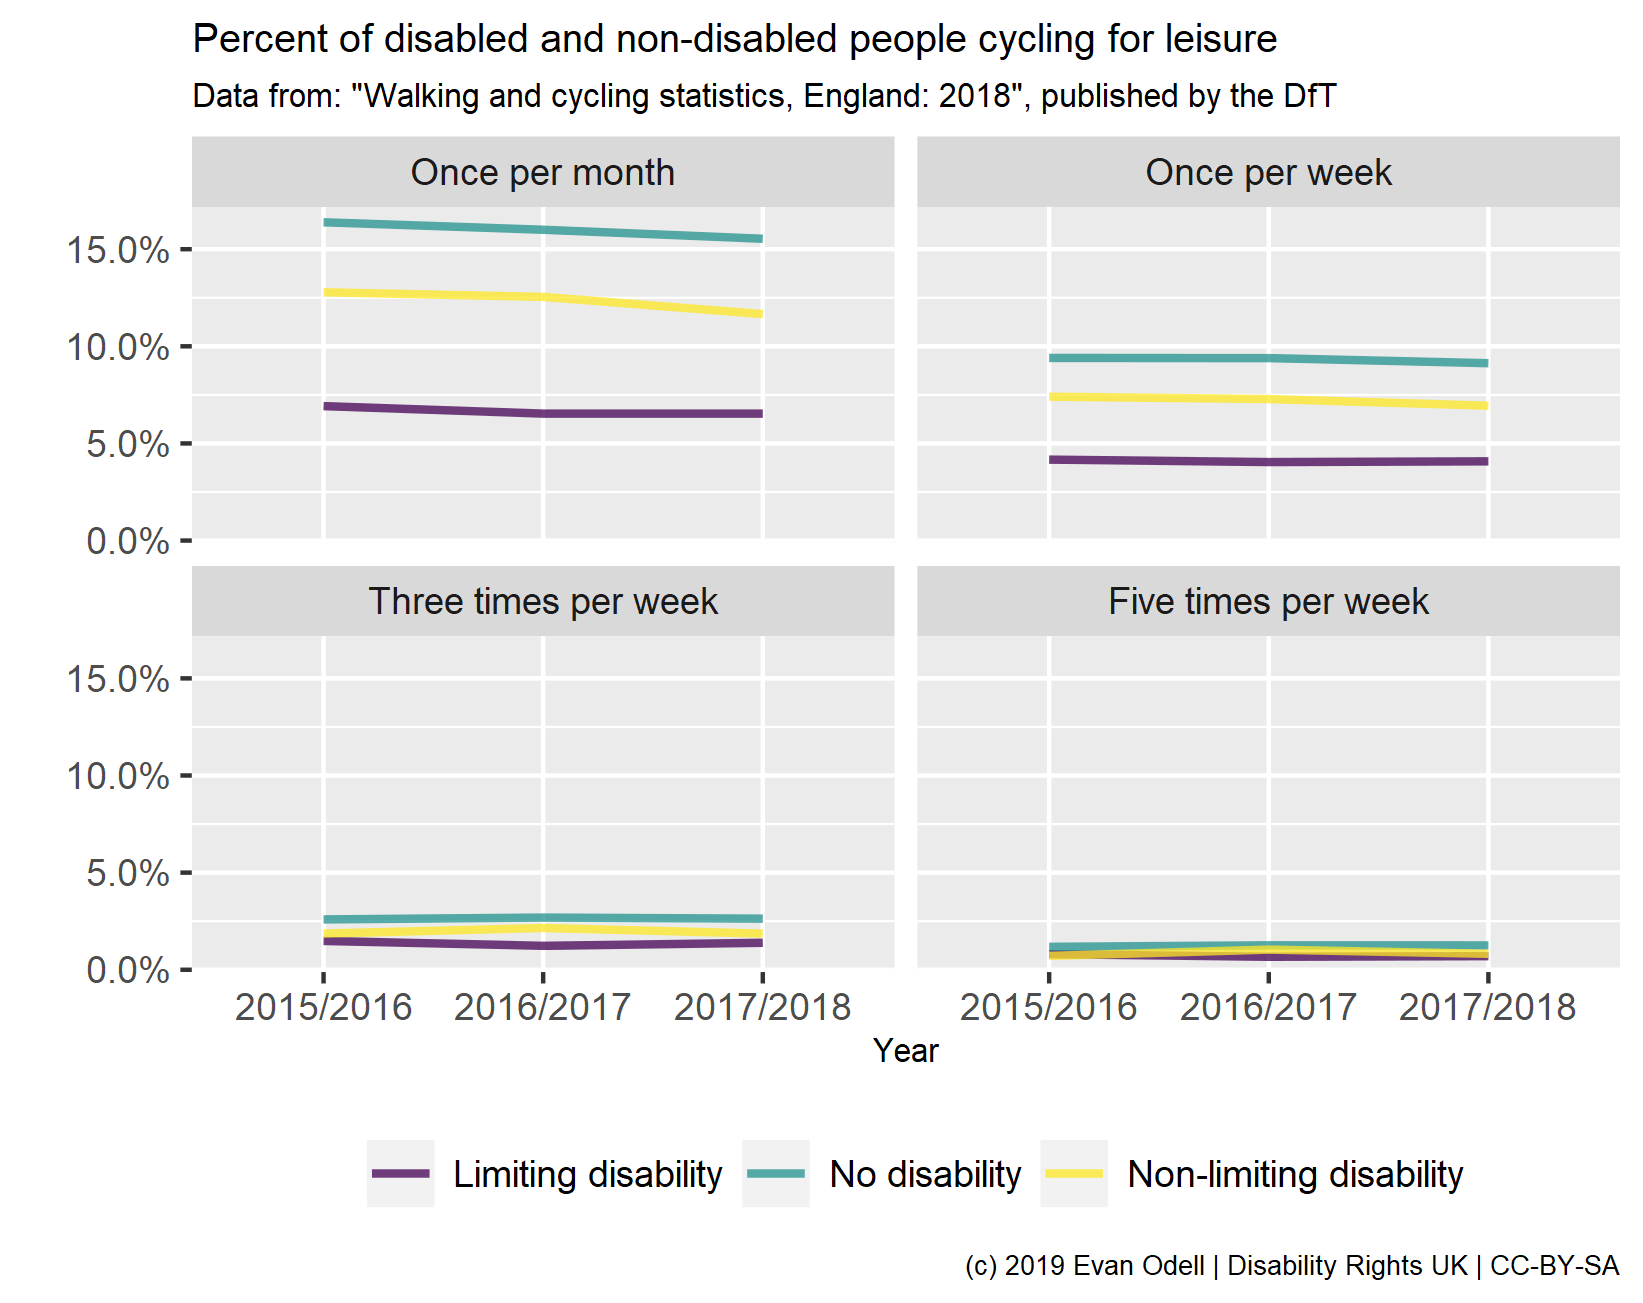 Percent of disabled and non-disabled people cycling for leisure
Data from: "Walking and cycling statistics, England: 2018", published by the DfT
Once per month
Once per week
15.0%
10.0%
5.0%
0.0%
Three times per week
Five times per week
15.0%
10.0%
5.0%
0.0%
2015/2016 2016/2017 2017/2018
2015/2016 2016/2017 2017/2018
Year
Limiting disability No disability Non-limiting disability
(c) 2019 Evan Odell | Disability Rights UK | CC-BY-SA